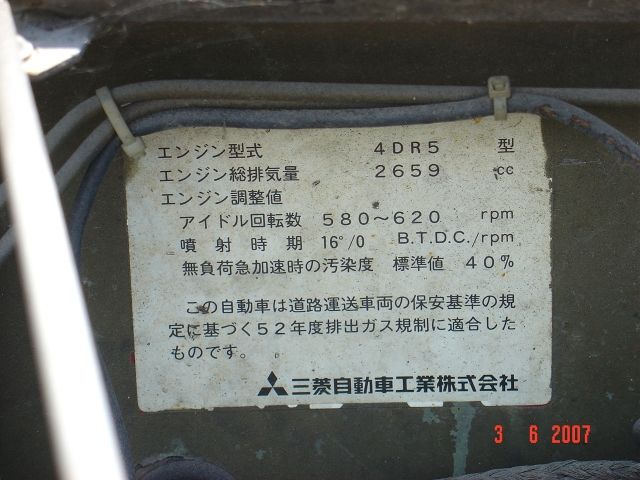 エンジン型式 4DR5 型
エンジン総排気量 2659 cc
エンジン調整値
アイドル回転数 580～620 rpm
噴射時期 16°/0 B.T.D.C./rpm
無負荷急加速時の汚染度 標準値 40%
この自動車は道路運送車両の保安基準の規
定に基づく52年度排出ガス規制に適合した
ものです。
三菱自動車工業株式会社
3 6 2007